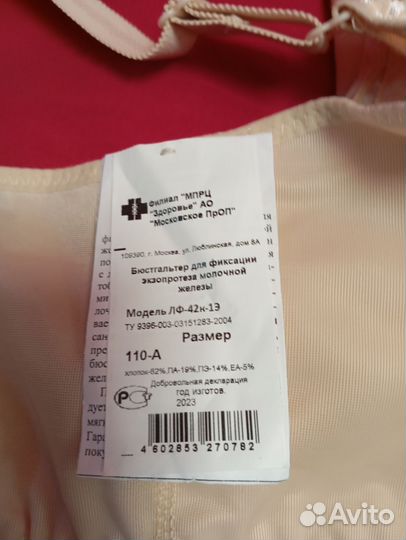 Филиал "МПРЦ
"Здоровье" АО
"Московское ПрОП"
109390, г. Москва, ул. Люблинская, дом 8А
Бюстгальтер для фиксации
экзопротеза молочной
железы
Модель ЛФ-42к-1Э
ТУ 9396-003-03151283-2004
Размер
110-А
хлопок-62%,ПА-19%,ПЭ-14%,ЕА-5%
Добровольная декларация
год изготов.
2023
4 602853 270782
Avito